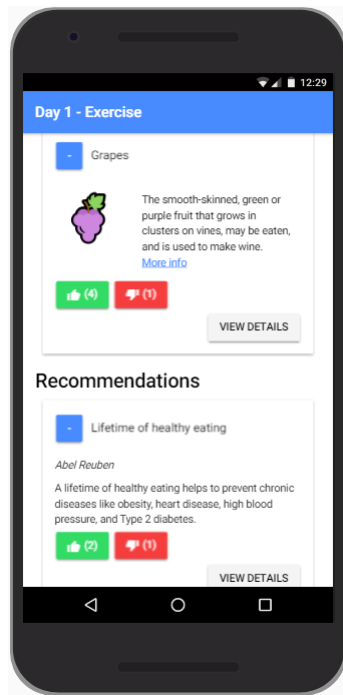 12:29
Day 1 - Exercise
- Grapes
The smooth-skinned, green or
purple fruit that grows in
clusters on vines, may be eaten,
and is used to make wine.
More info
(4) (1)
VIEW DETAILS
Recommendations
- Lifetime of healthy eating
Abel Reuben
A lifetime of healthy eating helps to prevent chronic
diseases like obesity, heart disease, high blood
pressure, and Type 2 diabetes.
(2) (1)
VIEW DETAILS